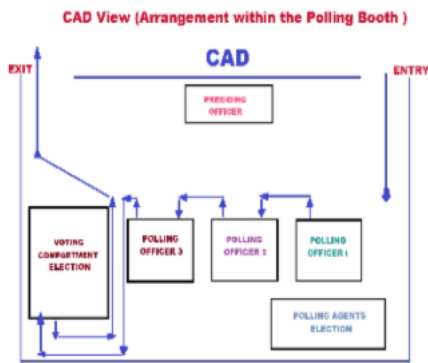 CAD View (Arrangement within the Polling Booth )
CAD
EXIT
ENTRY
PRESIDING
OFFICER
VOTING
COMPARTMENT
ELECTION
POLLING
OFFICER 3
POLLING
OFFICER 2
POLLING
OFFICER 1
POLLING AGENTS
ELECTION